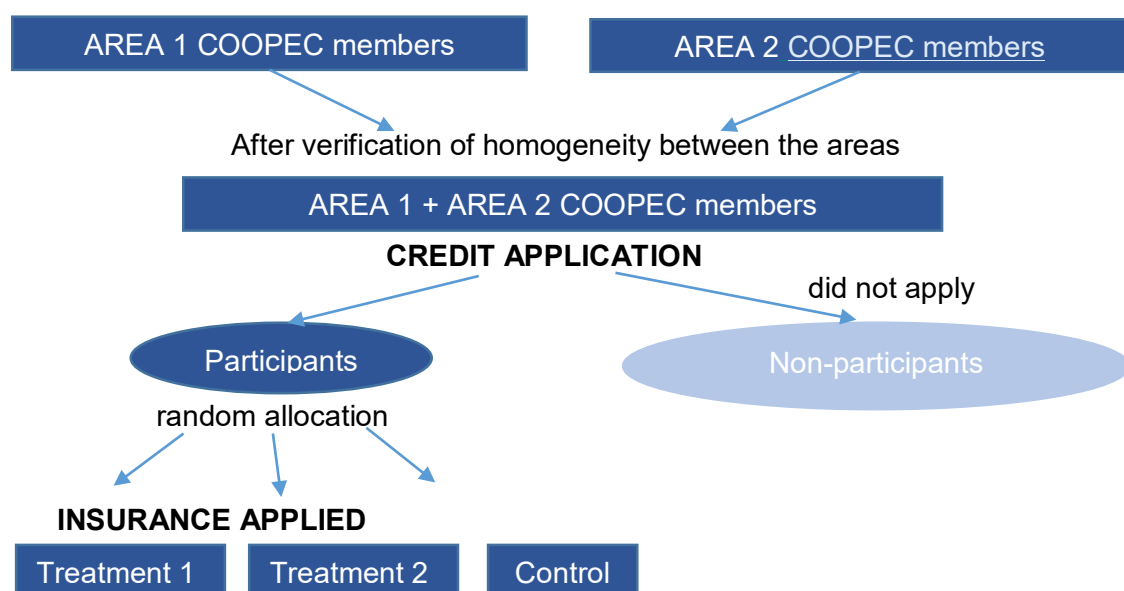 AREA 1 COOPEC members
AREA 2 COOPEC members
After verification of homogeneity between the areas
AREA 1 + AREA 2 COOPEC members
CREDIT APPLICATION
did not apply
Participants
Non-participants
random allocation
INSURANCE APPLIED
Treatment 1
Treatment 2
Control